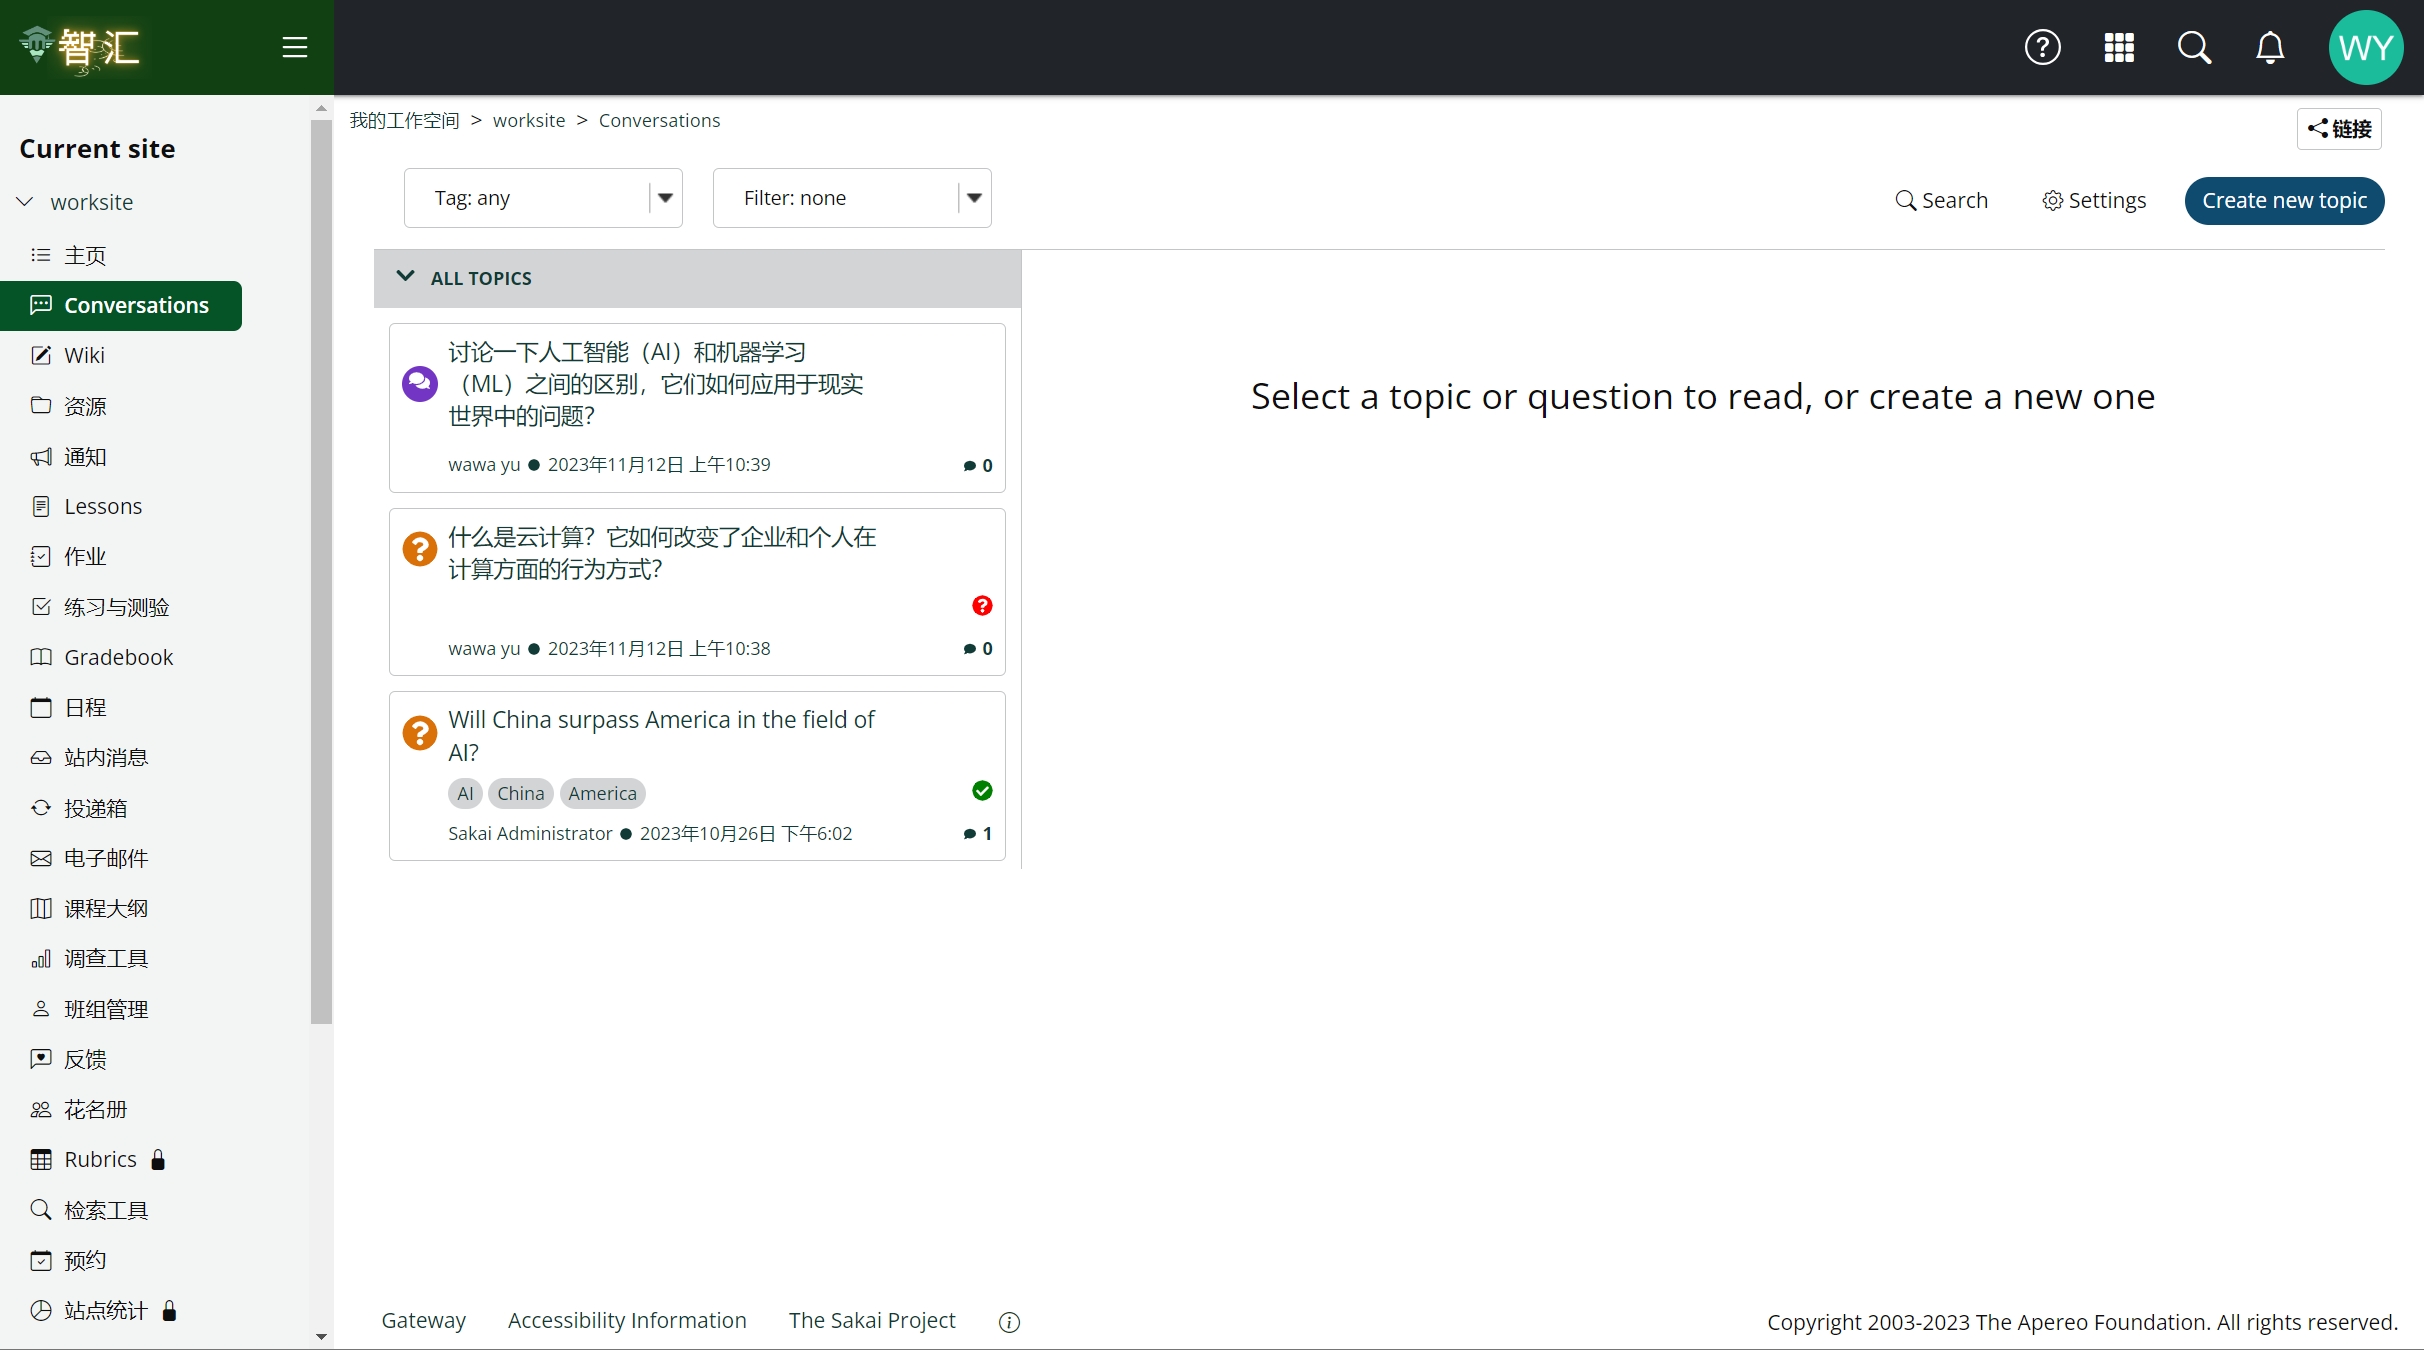 智汇
WY
Current site
worksite
主页
Conversations
Wiki
资源
通知
Lessons
作业
练习与测验
Gradebook
日程
站内消息
投递箱
电子邮件
课程大纲
调查工具
班组管理
反馈
花名册
Rubrics
检索工具
预约
站点统计
我的工作空间 > worksite > Conversations
链接
Tag: any
Filter: none
Search
Settings
Create new topic
ALL TOPICS
讨论一下人工智能（AI）和机器学习
（ML）之间的区别，它们如何应用于现实
世界中的问题？
wawa yu ● 2023年11月12日 上午10:39
0
什么是云计算？它如何改变了企业和个人在
计算方面的行为方式？
wawa yu ● 2023年11月12日 上午10:38
0
Will China surpass America in the field of
AI?
AI China America
Sakai Administrator ● 2023年10月26日 下午6:02
1
Select a topic or question to read, or create a new one
Gateway
Accessibility Information
The Sakai Project
Copyright 2003-2023 The Apereo Foundation. All rights reserved.